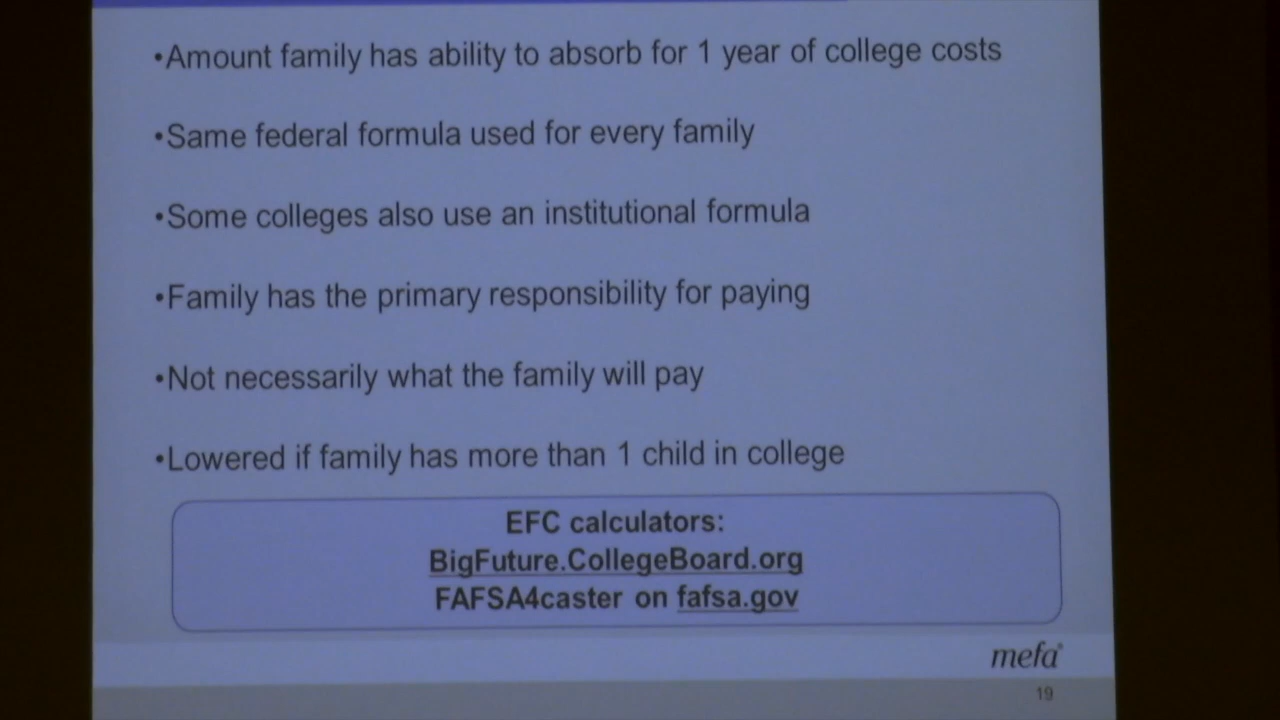 •Amount family has ability to absorb for 1 year of college costs
•Same federal formula used for every family
•Some colleges also use an institutional formula
•Family has the primary responsibility for paying
•Not necessarily what the family will pay
•Lowered if family has more than 1 child in college
EFC calculators:
BigFuture.CollegeBoard.org
FAFSA4caster on fafsa.gov
mefa®
19